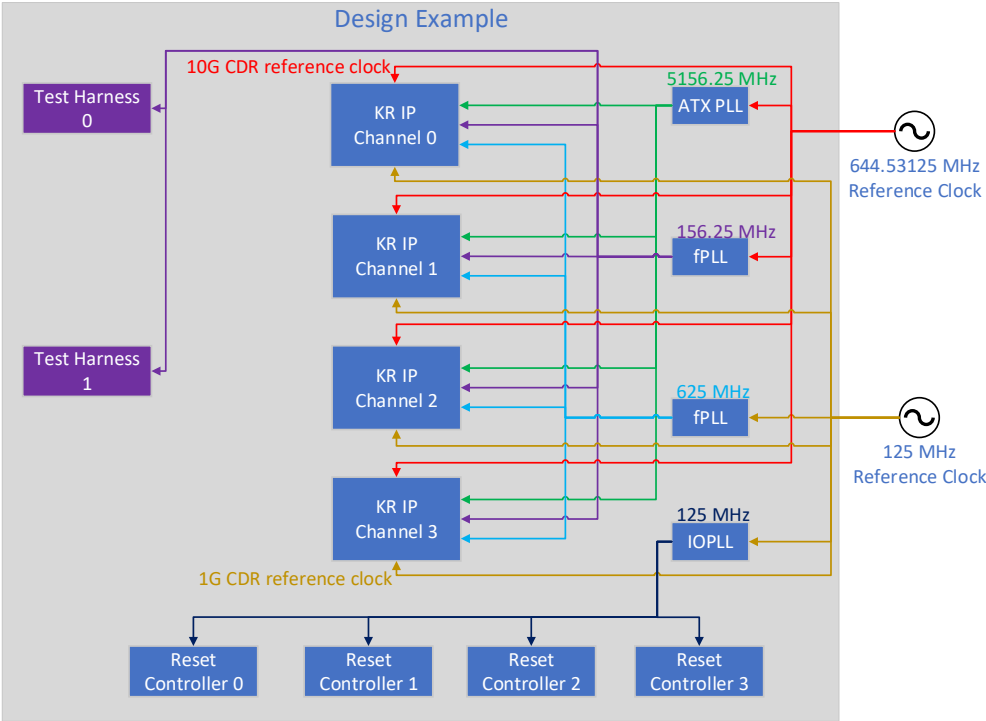 Design Example
10G CDR reference clock
5156.25 MHz
Test Harness
0
KR IP
Channel 0
ATX PLL
644.53125 MHz
Reference Clock
KR IP
Channel 1
156.25 MHz
fPLL
Test Harness
1
KR IP
Channel 2
625 MHz
fPLL
125 MHz
Reference Clock
KR IP
Channel 3
125 MHz
IOPLL
1G CDR reference clock
Reset
Controller 0
Reset
Controller 1
Reset
Controller 2
Reset
Controller 3